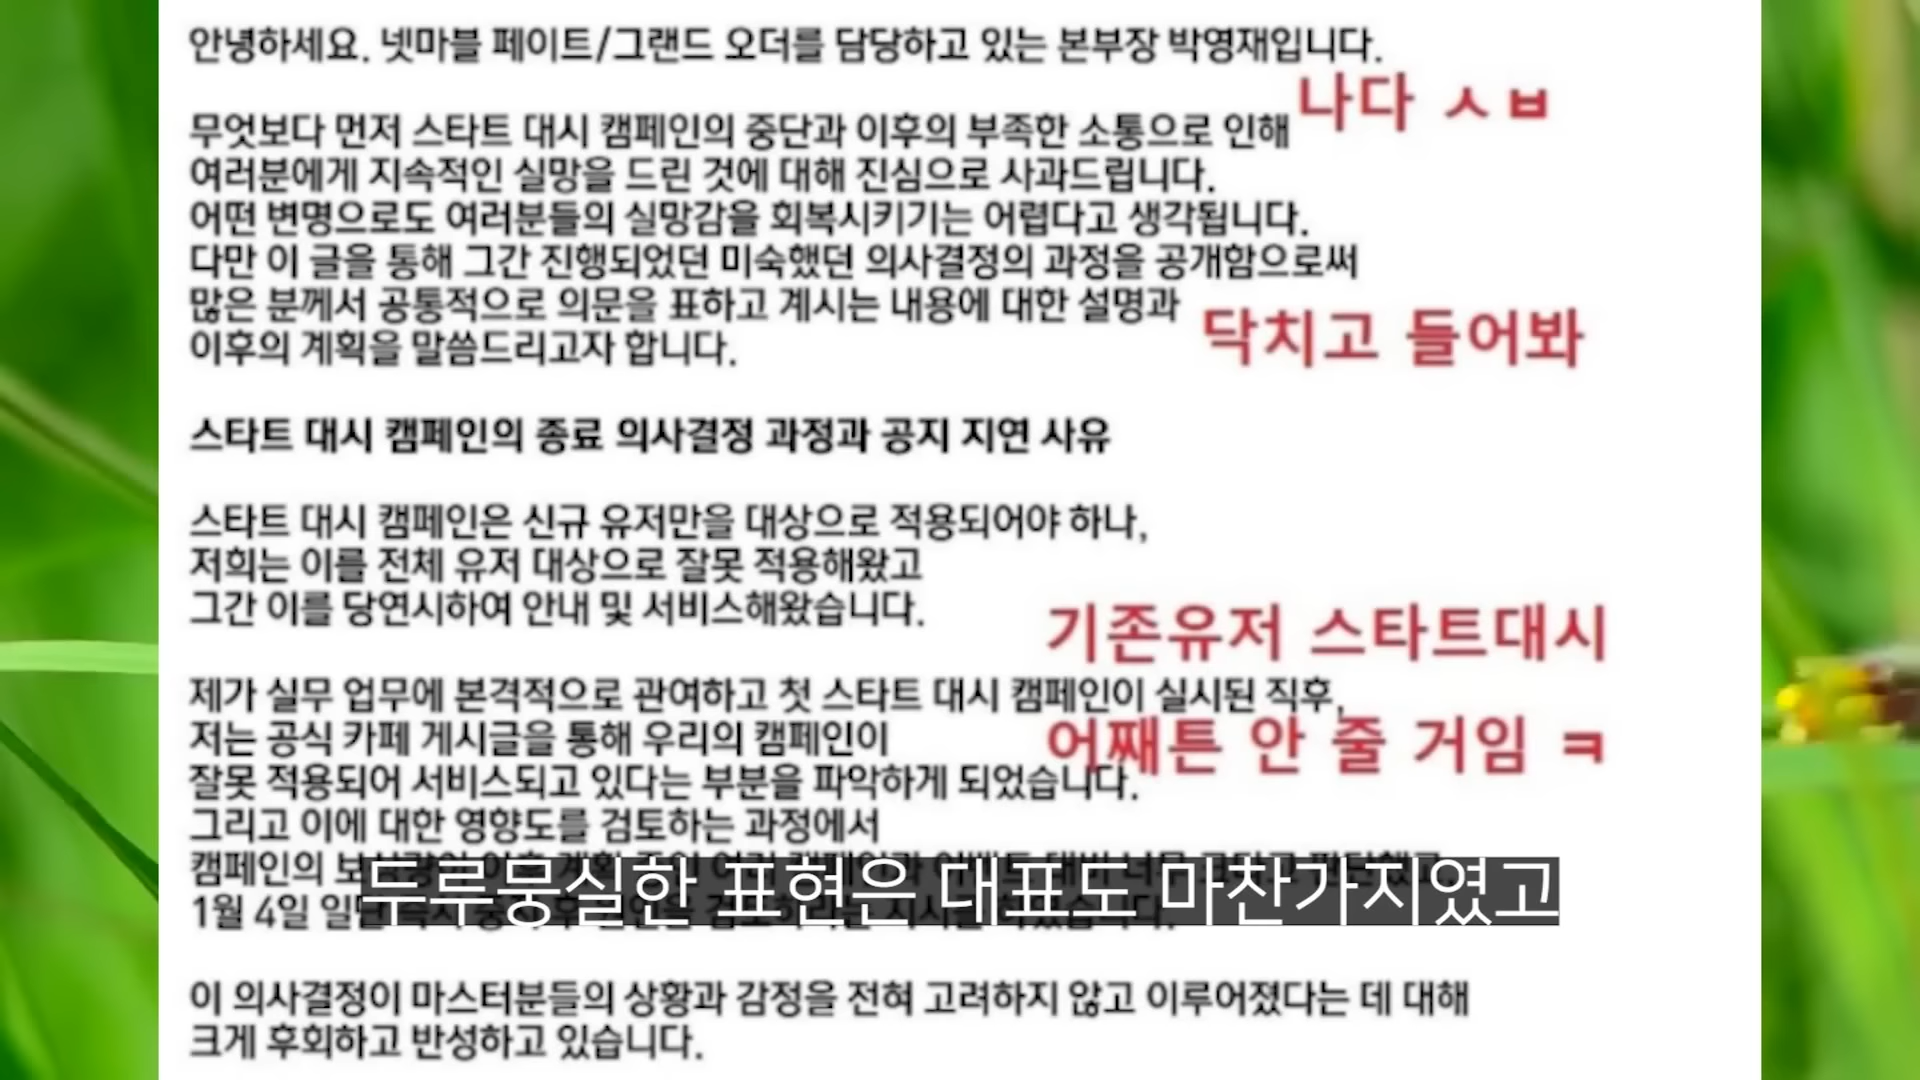 안녕하세요. 넷마블 페이트/그랜드 오더를 담당하고 있는 본부장 박영재입니다.
나다 ㅅㅂ
무엇보다 먼저 스타트 대시 캠페인의 중단과 이후의 부족한 소통으로 인해
여러분에게 지속적인 실망을 드린 것에 대해 진심으로 사과드립니다.
어떤 변명으로도 여러분들의 실망감을 회복시키기는 어렵다고 생각됩니다.
다만 이 글을 통해 그간 진행되었던 미숙했던 의사결정의 과정을 공개함으로써
많은 분께서 공통적으로 의문을 표하고 계시는 내용에 대한 설명과
닥치고 들어봐
이후의 계획을 말씀드리고자 합니다.
스타트 대시 캠페인의 종료 의사결정 과정과 공지 지연 사유
스타트 대시 캠페인은 신규 유저만을 대상으로 적용되어야 하나,
저희는 이를 전체 유저 대상으로 잘못 적용해왔고
그간 이를 당연시하여 안내 및 서비스해왔습니다.
기존유저 스타트대시
제가 실무 업무에 본격적으로 관여하고 첫 스타트 대시 캠페인이 실시된 직후,
저는 공식 카페 게시글을 통해 우리의 캠페인이
어째튼 안 줄 거임 ㅋ
잘못 적용되어 서비스되고 있다는 부분을 파악하게 되었습니다.
그리고 이에 대한 영향도를 검토하는 과정에서
캠페인의
1월 4일
두루뭉실한 표현은 대표도 마찬가지였고
이 의사결정이 마스터분들의 상황과 감정을 전혀 고려하지 않고 이루어졌다는 데 대해
크게 후회하고 반성하고 있습니다.